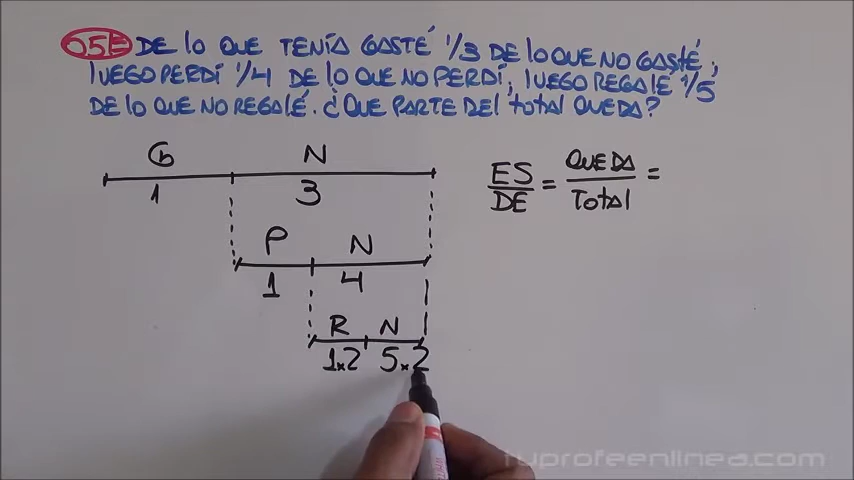 05 DE lo QUE TENÍA GASTÉ 1/3 DE lo QUE NO GASTÉ,
lUEGO PERDÍ 1/4 DE lo QUE NO PERDÍ, lUEGO REGALÉ 1/5
DE lo QUE NO REGALÉ. ¿QUE PARTE DEl total QUEDA?
G N
1 3
ES/DE = QUEDA/Total =
P N
1 4
R N
1x2 5x2
tuprofeenlinea.com